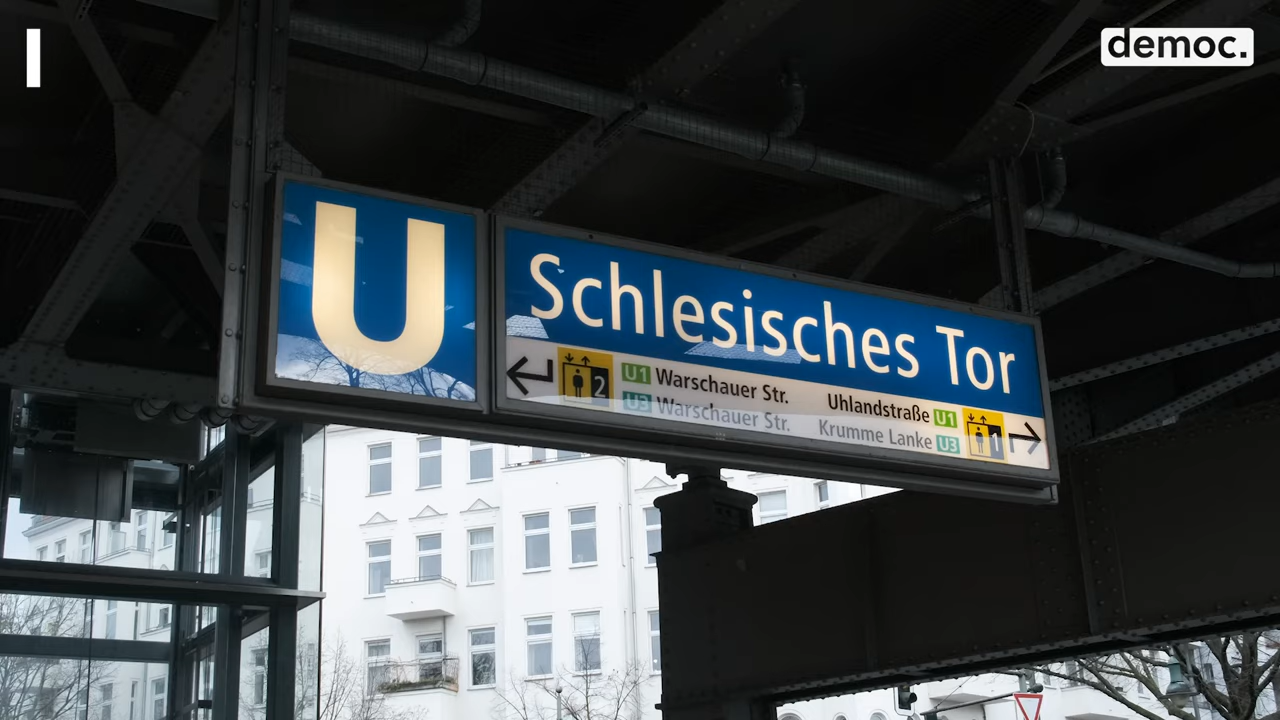 democ.
U
Schlesisches Tor
2 U1 Warschauer Str. Uhlandstraße U1 1
U3 Warschauer Str. Krumme Lanke U3